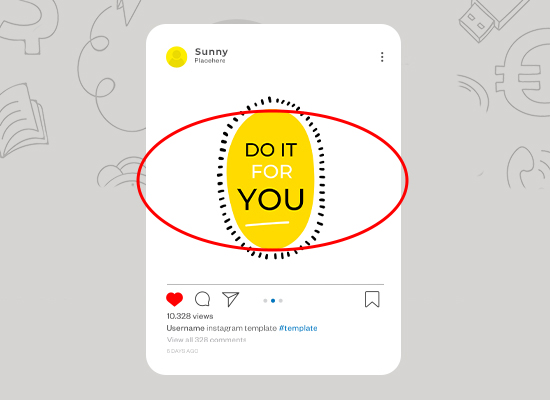 Sunny
Placehere
DO IT
FOR
YOU
10.328 views
Username instagram template #template
View all 328 comments
5 DAYS AGO